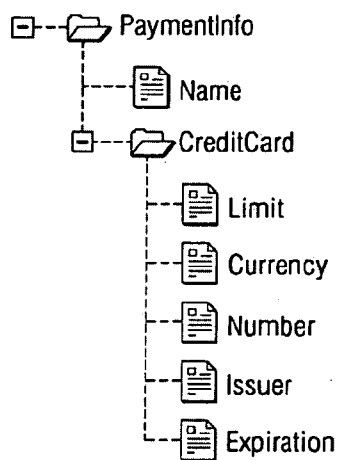 PaymentInfo
Name
CreditCard
Limit
Currency
Number
Issuer
Expiration